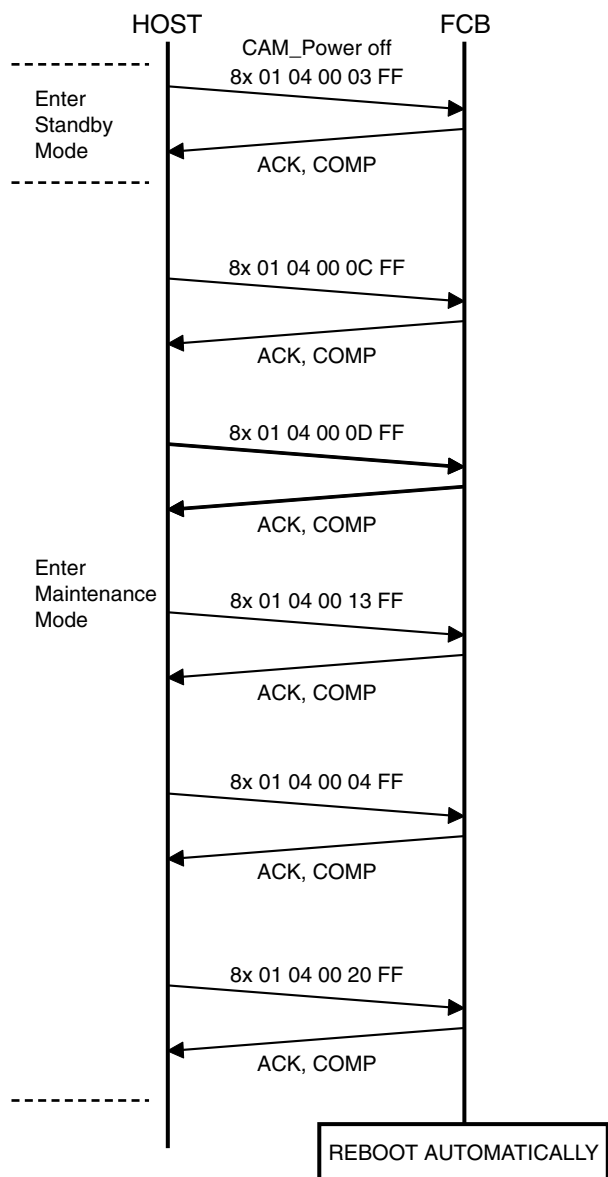 HOST
FCB
CAM_Power off
8x 01 04 00 03 FF
Enter
Standby
Mode
ACK, COMP
8x 01 04 00 0C FF
ACK, COMP
8x 01 04 00 0D FF
ACK, COMP
Enter
Maintenance
Mode
8x 01 04 00 13 FF
ACK, COMP
8x 01 04 00 04 FF
ACK, COMP
8x 01 04 00 20 FF
ACK, COMP
REBOOT AUTOMATICALLY